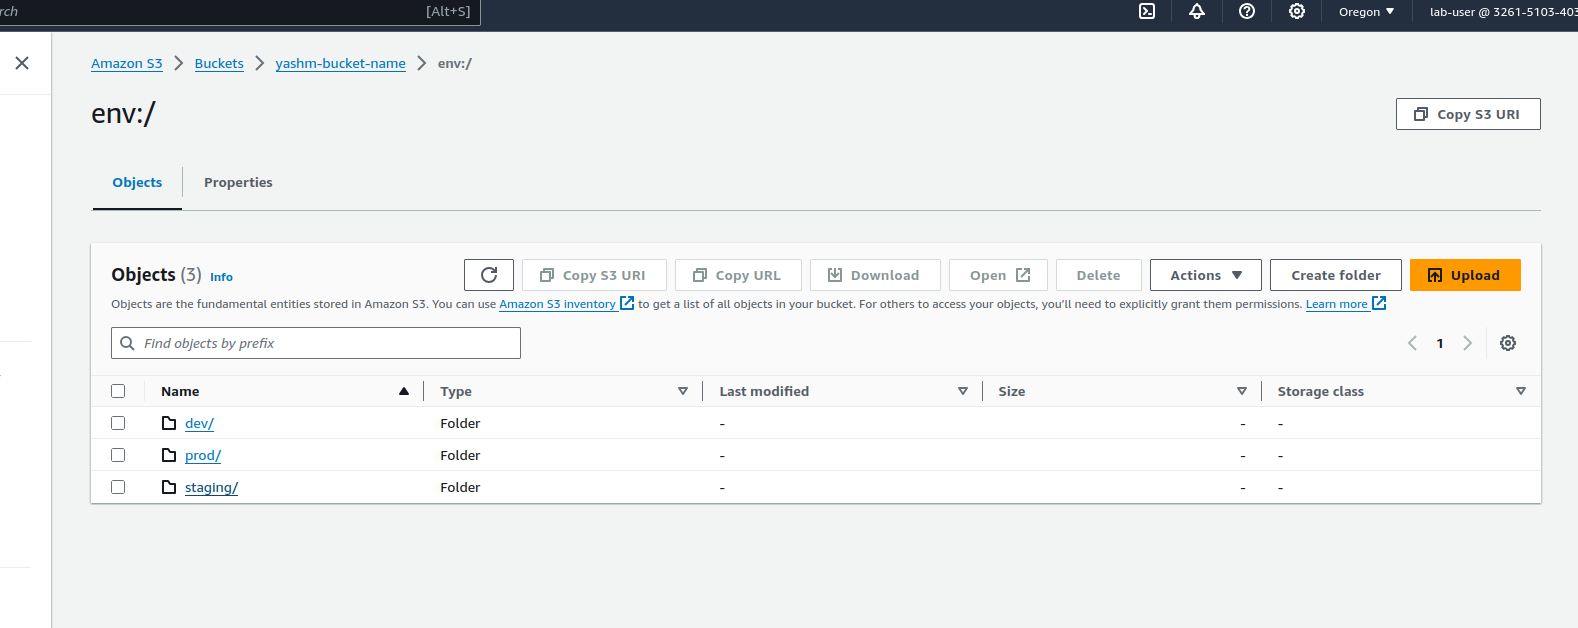 [Alt+S]
Oregon
lab-user @ 3261-5103-403
Amazon S3 > Buckets > yashm-bucket-name > env:/
env:/
Copy S3 URI
Objects
Properties
Objects (3) Info
Copy S3 URI
Copy URL
Download
Open
Delete
Actions
Create folder
Upload
Objects are the fundamental entities stored in Amazon S3. You can use Amazon S3 inventory to get a list of all objects in your bucket. For others to access your objects, you'll need to explicitly grant them permissions. Learn more
Find objects by prefix
1
Name Type Last modified Size Storage class
dev/ Folder - - -
prod/ Folder - - -
staging/ Folder - - -